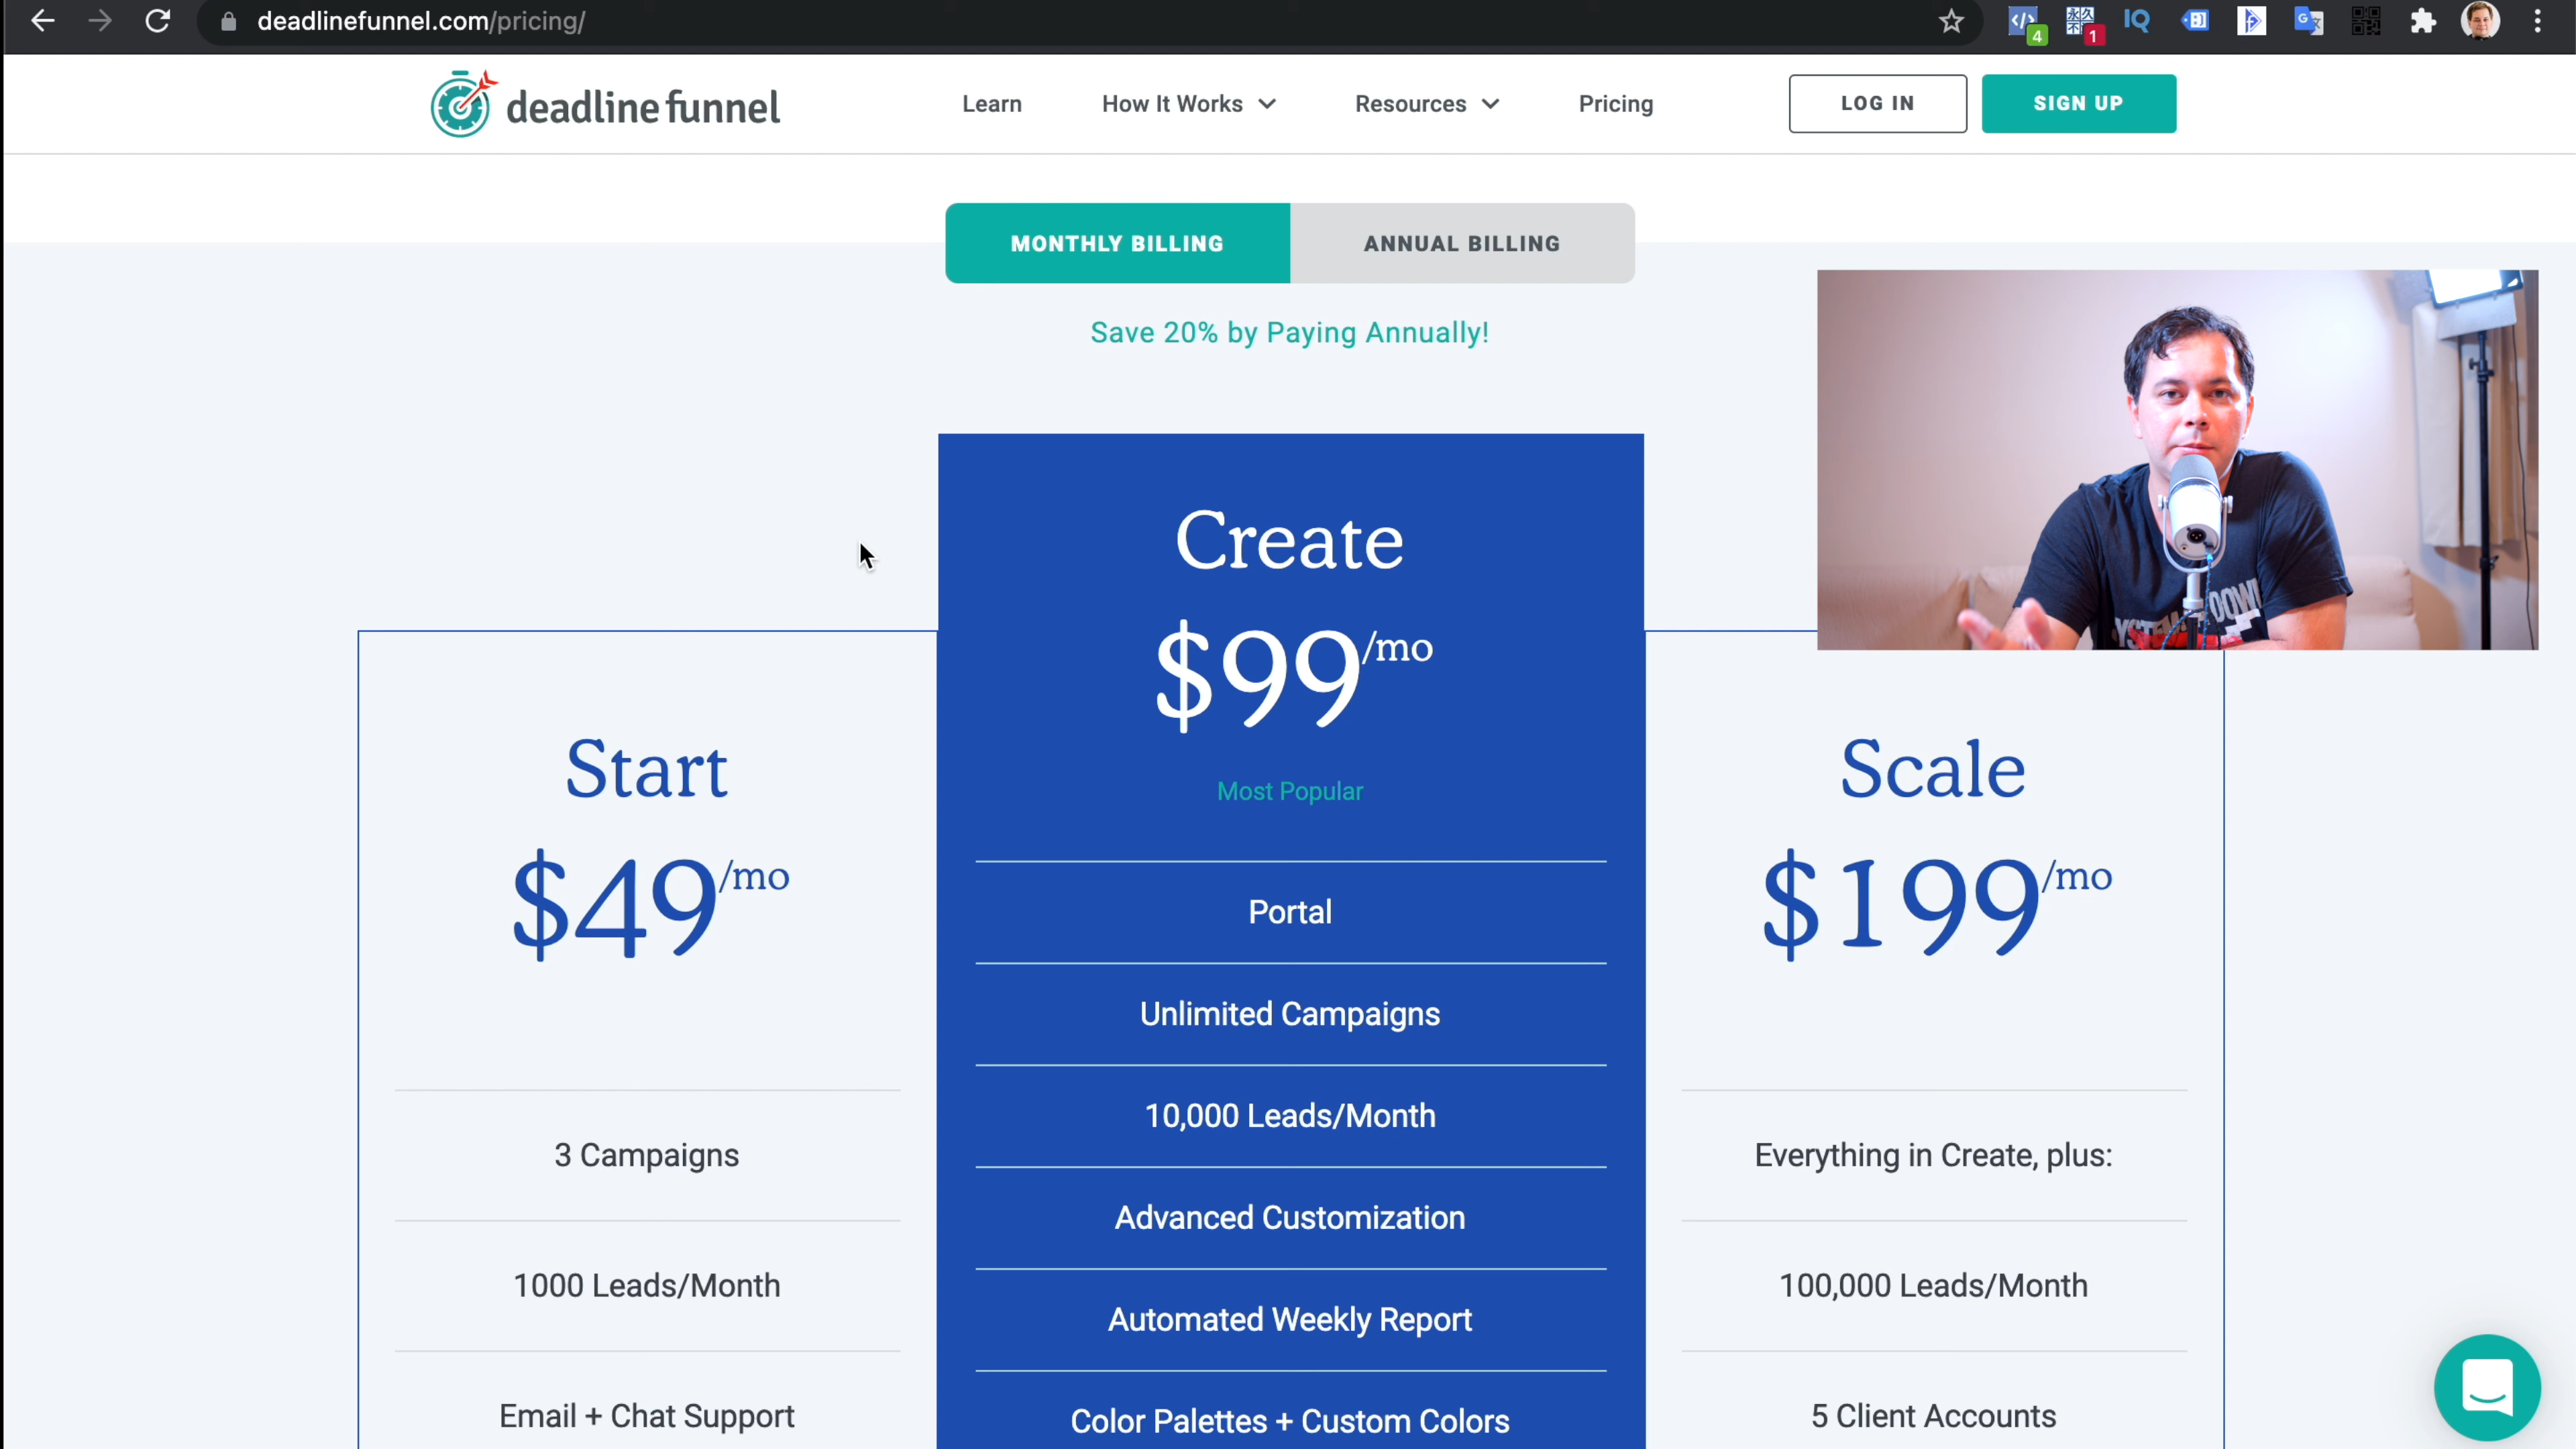 deadlinefunnel.com/pricing/
4
1
IQ
deadline funnel
Learn
How It Works
Resources
Pricing
LOG IN
SIGN UP
MONTHLY BILLING
ANNUAL BILLING
Save 20% by Paying Annually!
Create
$99/mo
Most Popular
Portal
Unlimited Campaigns
10,000 Leads/Month
Advanced Customization
Automated Weekly Report
Color Palettes + Custom Colors
Start
$49/mo
3 Campaigns
1000 Leads/Month
Email + Chat Support
Scale
$199/mo
Everything in Create, plus:
100,000 Leads/Month
5 Client Accounts